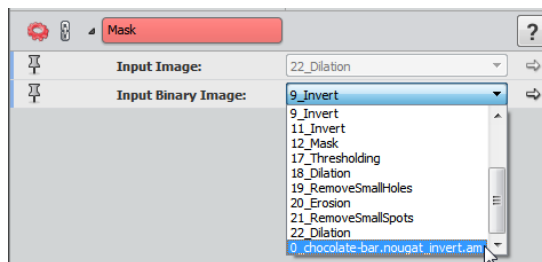 Mask
?
Input Image: 22_Dilation
Input Binary Image: 9_Invert
9_Invert
11_Invert
12_Mask
17_Thresholding
18_Dilation
19_RemoveSmallHoles
20_Erosion
21_RemoveSmallSpots
22_Dilation
0_chocolate-bar.nougat_invert.am